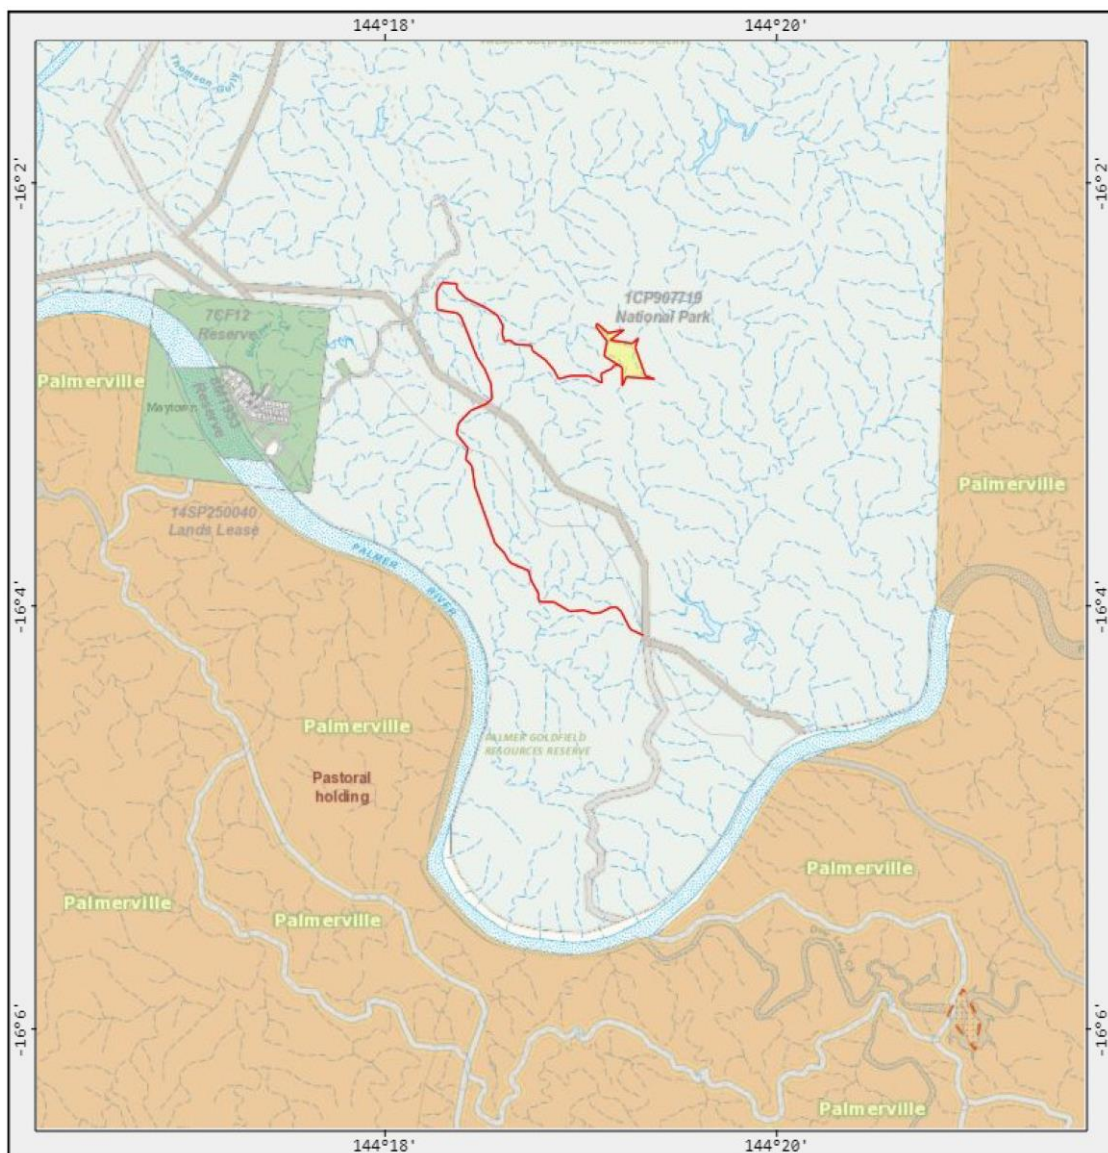 144°18'
144°20'
Thomson Gully
-16°2'
-16°2'
1CP907719
National Park
7CF12
Reserve
Palmerville
Reserve
Maytown
14SP250040
Lands Lease
Palmerville
PALMER
RIVER
-16°4'
-16°4'
Palmerville
PALMER GOLDFIELD
RESOURCES RESERVE
Pastoral
holding
Palmerville
Palmerville
Palmerville
-16°6'
-16°6'
Palmerville
144°18'
144°20'